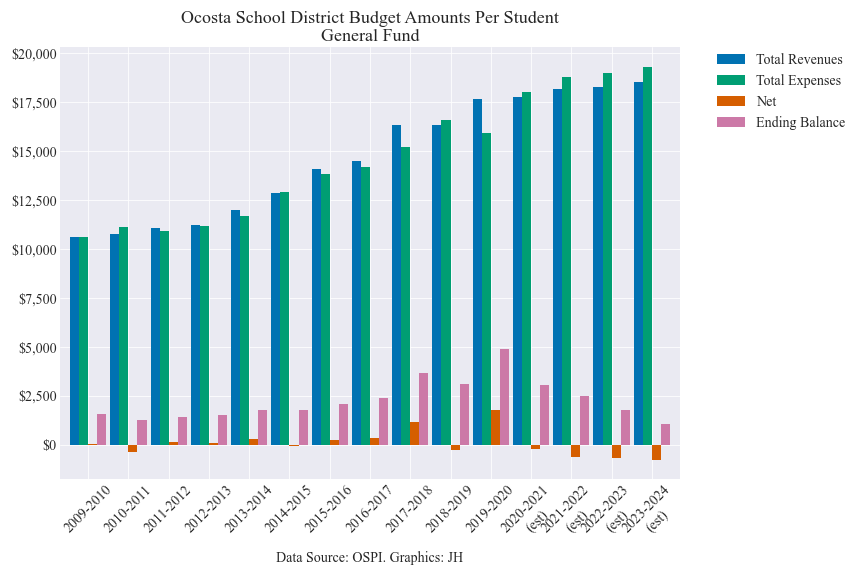 Ocosta School District Budget Amounts Per Student
General Fund
Total Revenues
Total Expenses
Net
Ending Balance
$20,000
$17,500
$15,000
$12,500
$10,000
$7,500
$5,000
$2,500
$0
2009-2010
2010-2011
2011-2012
2012-2013
2013-2014
2014-2015
2015-2016
2016-2017
2017-2018
2018-2019
2019-2020
2020-2021
(est)
2021-2022
(est)
2022-2023
(est)
2023-2024
(est)
Data Source: OSPI. Graphics: JH